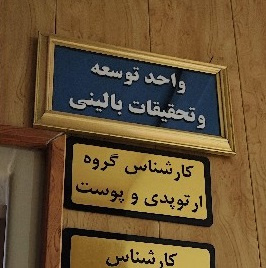 واحد توسعه
وتحقیقات بالینی
کارشناس گروه
ارتوپدی و پوست
کارشناس